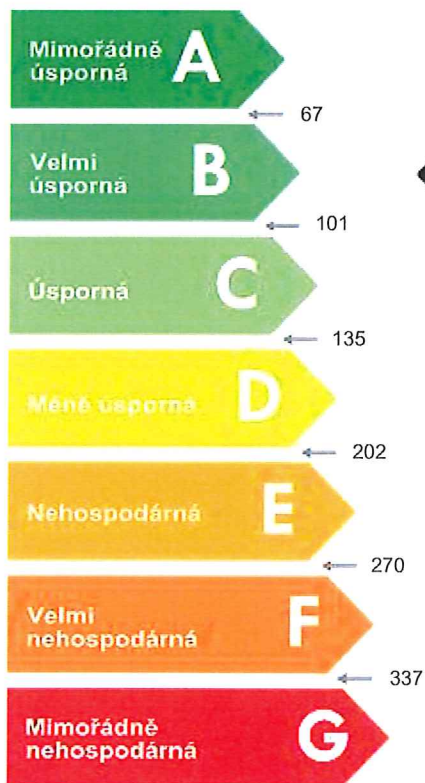 Mimořádně
úsporná
A
67
Velmi
úsporná
B
101
Úsporná
C
135
Méně úsporná
D
202
Nehospodárná
E
270
Velmi
nehospodárná
F
337
Mimořádně
nehospodárná
G